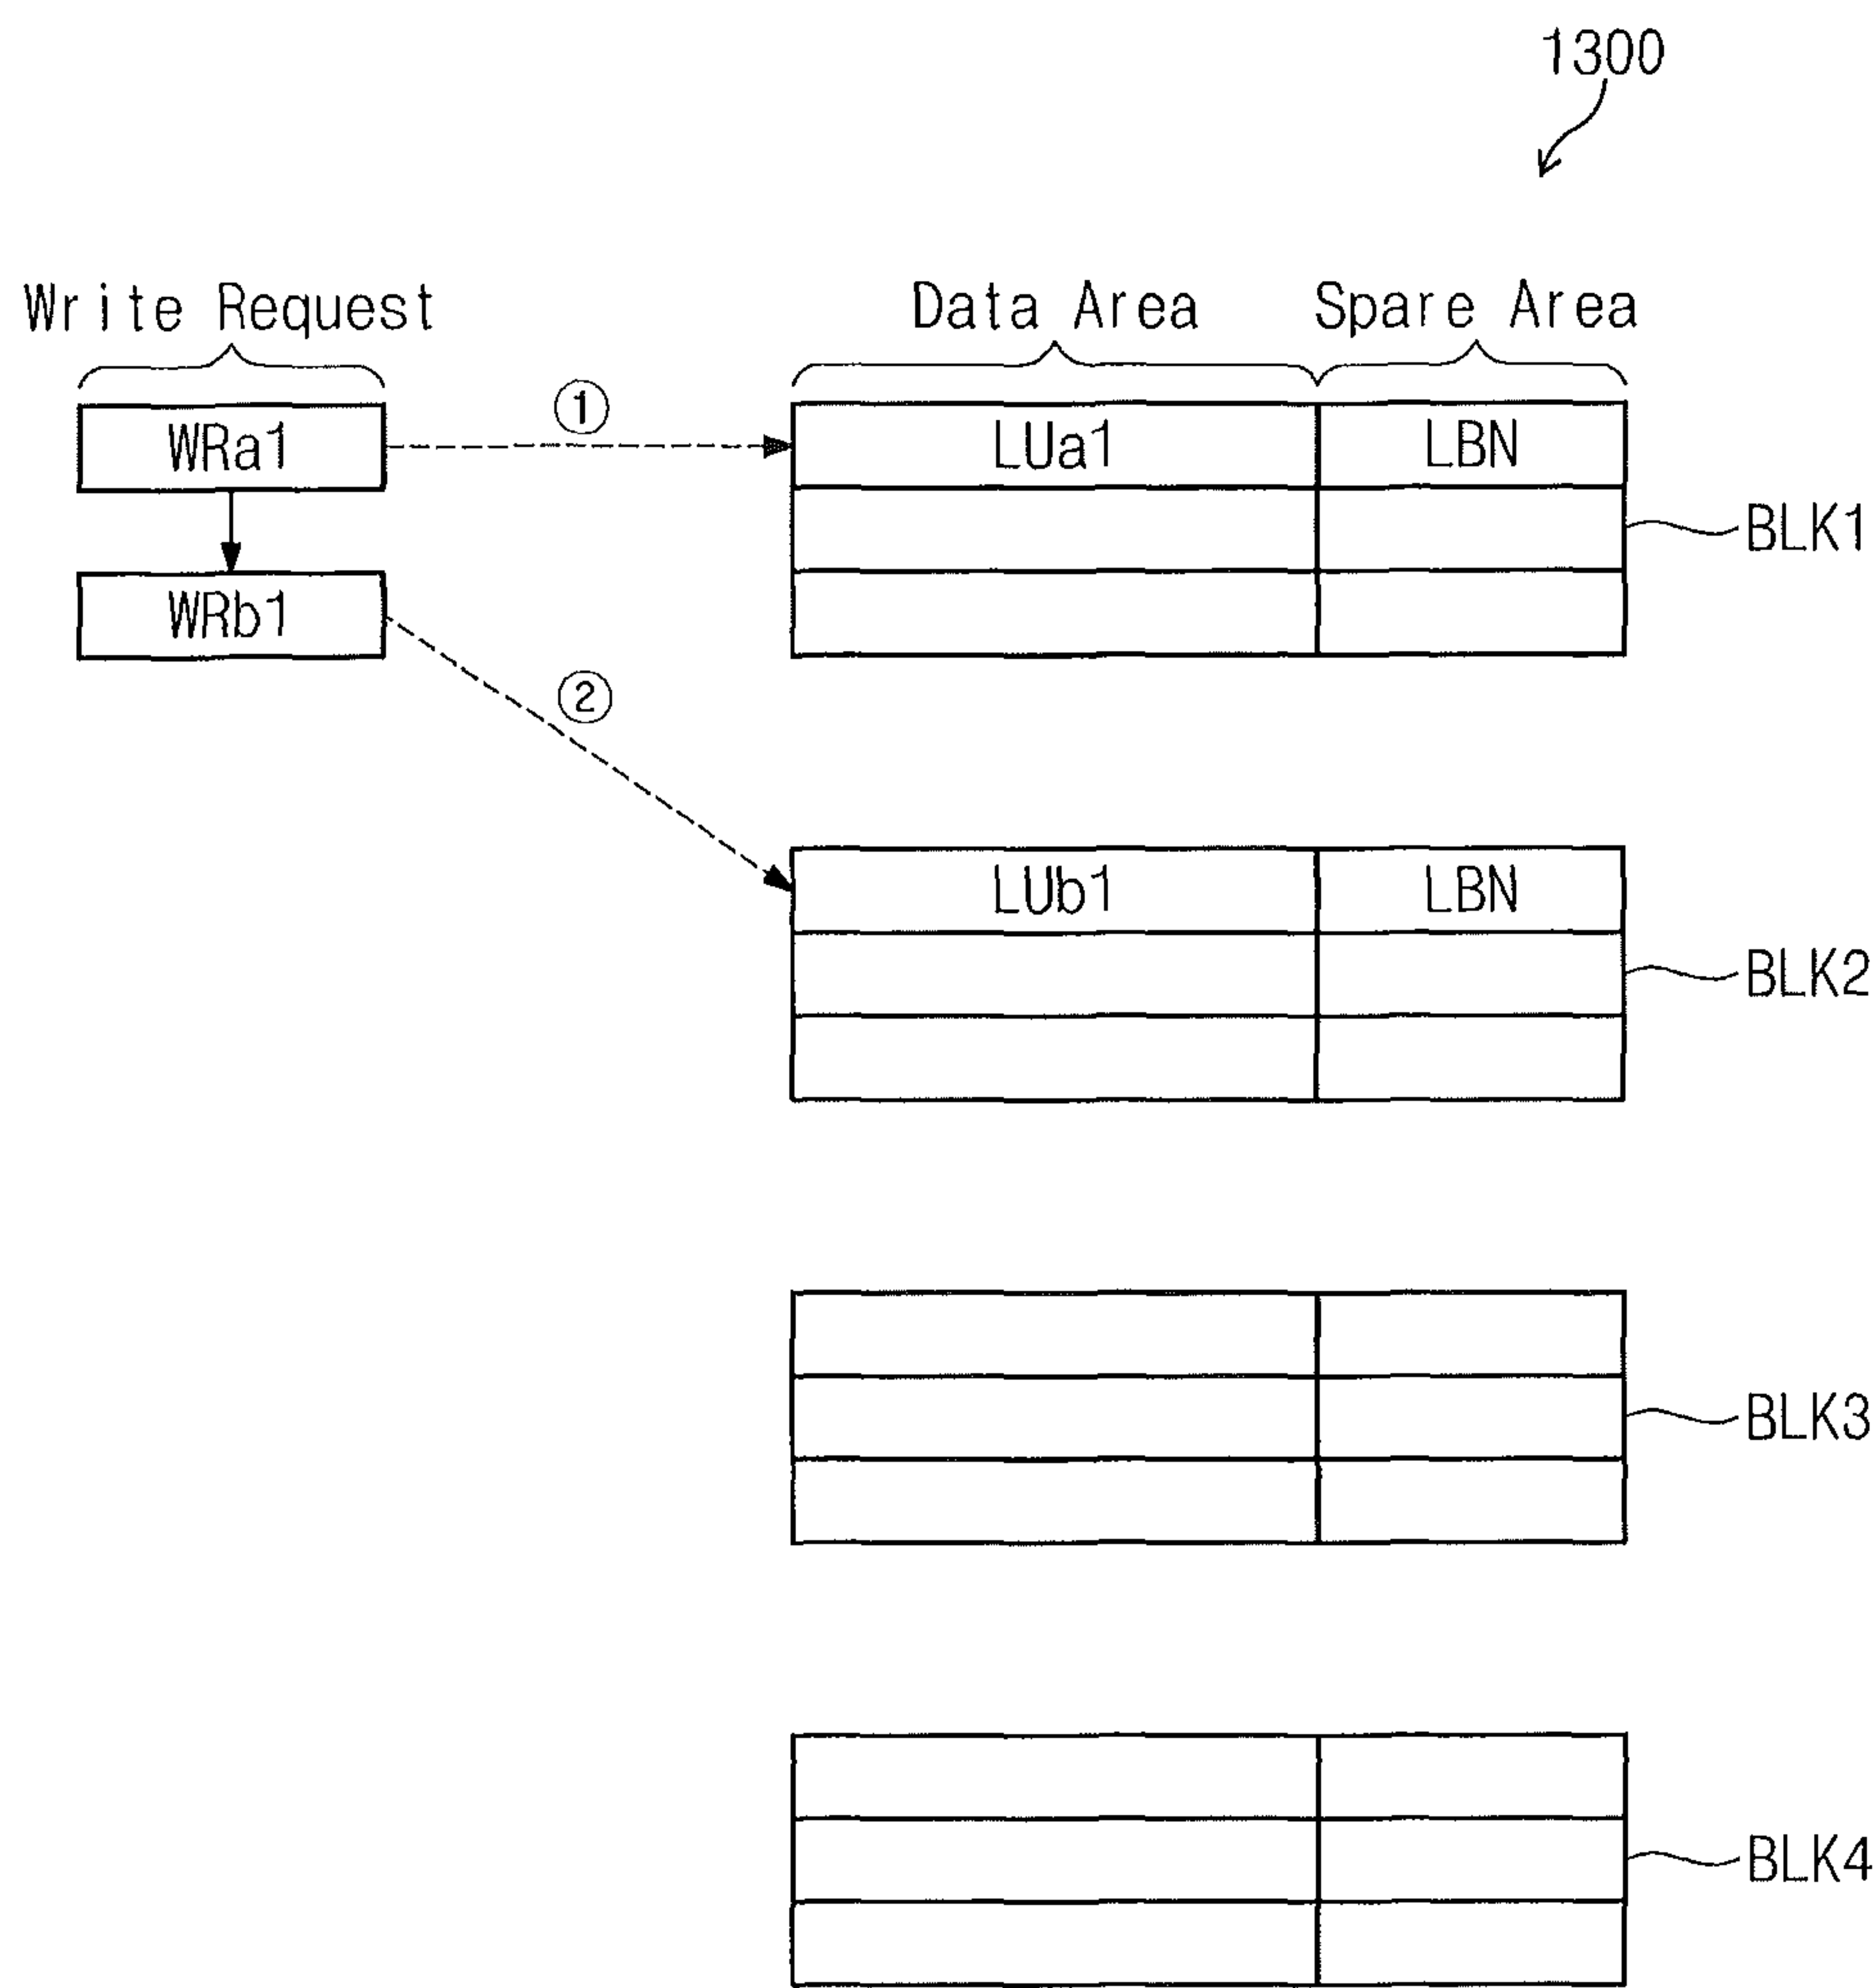 1300
Write Request Data Area Spare Area
WRa1 ① LUa1 LBN
BLK1
WRb1
②
LUb1 LBN
BLK2
BLK3
BLK4